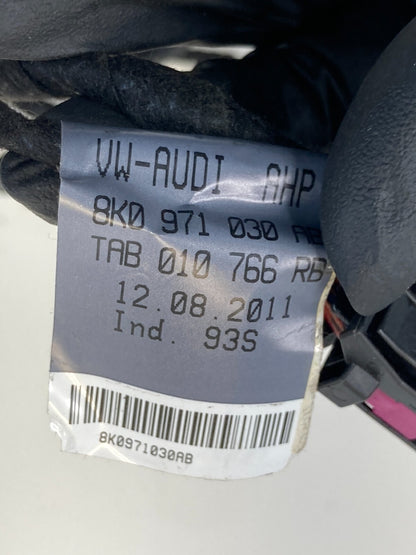 VW-AUDI AHP
8K0 971 030 AB
TAB 010 766 RB
12.08.2011
Ind. 93S
8K0971030AB